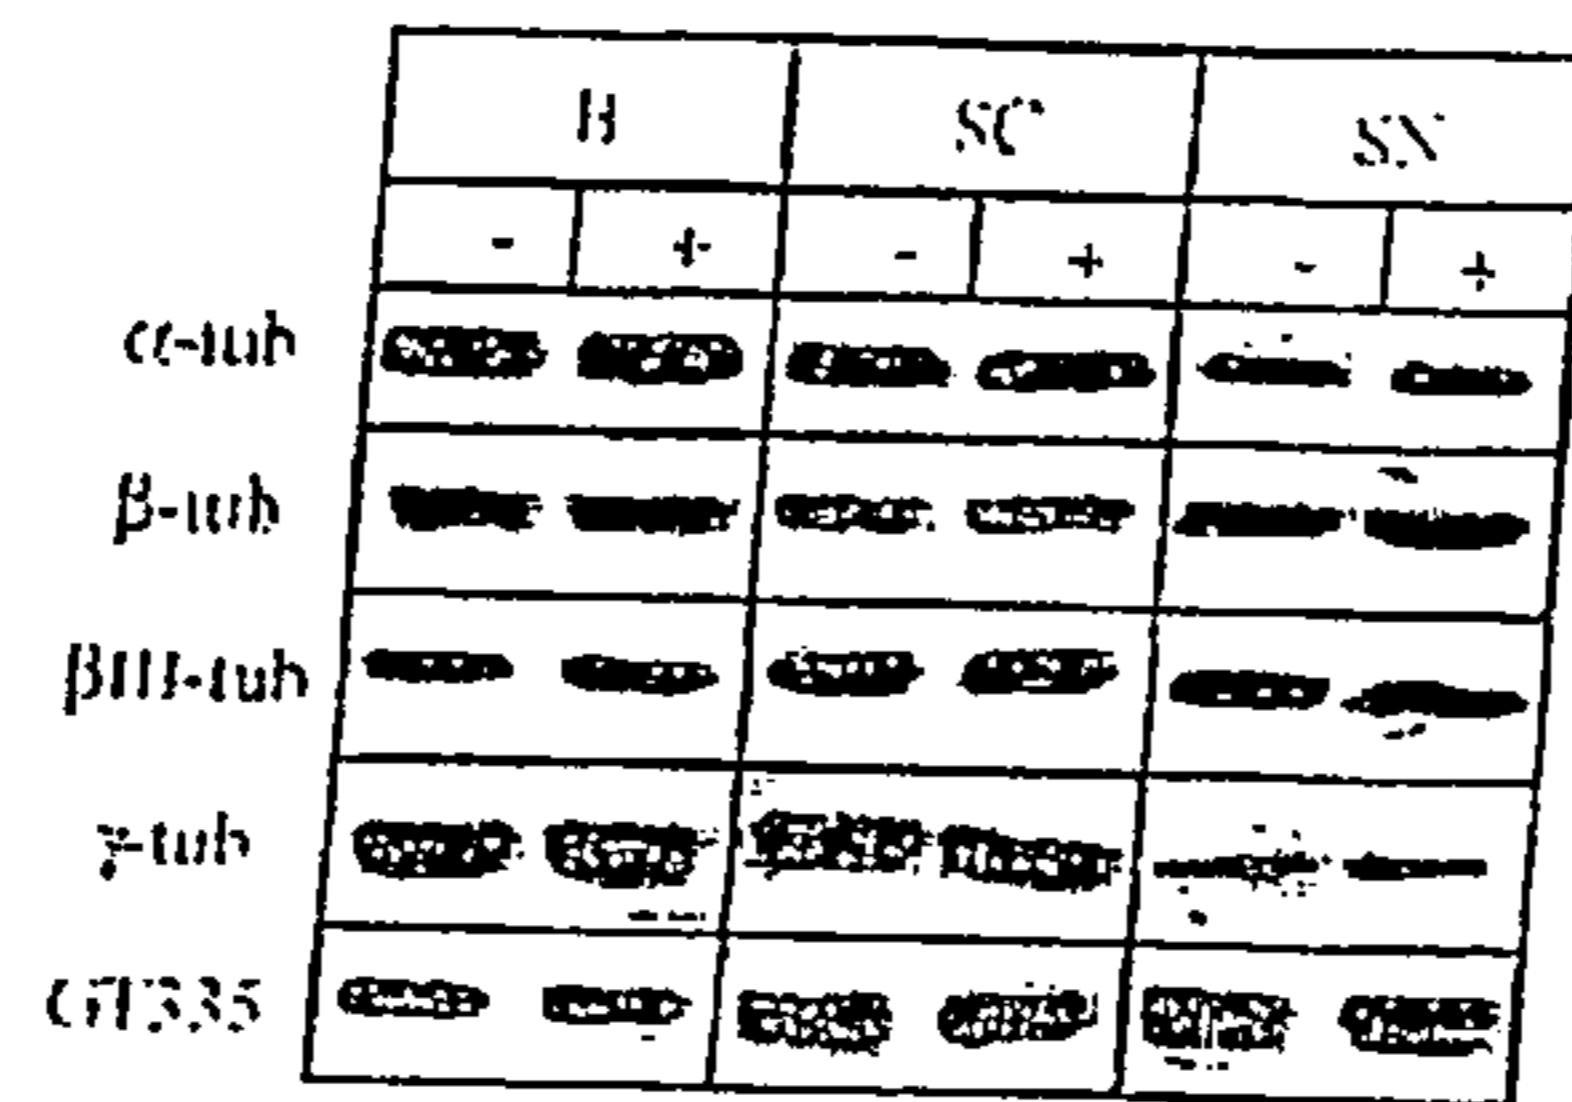 B SC SN
- + - + - +
α-tub
β-tub
βIII-tub
γ-tub
GT335